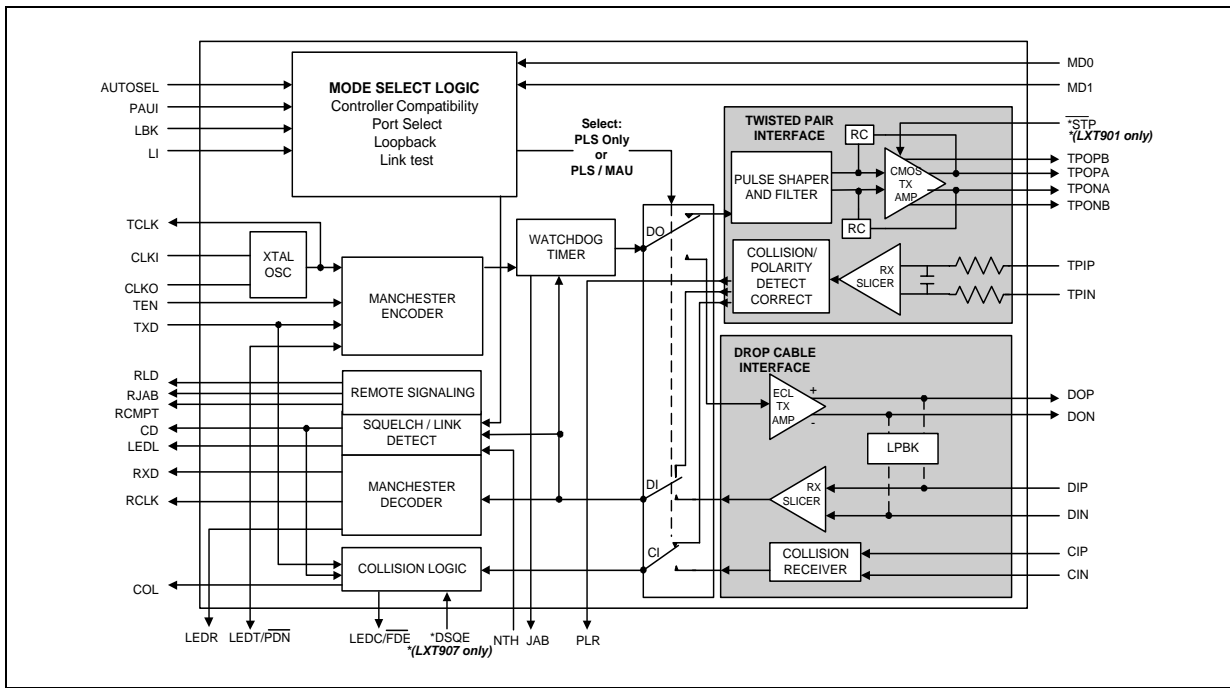 AUTOSEL
PAUI
LBK
LI
MODE SELECT LOGIC
Controller Compatibility
Port Select
Loopback
Link test
MD0
MD1
Select:
PLS Only
or
PLS / MAU
TWISTED PAIR
INTERFACE
RC
PULSE SHAPER
AND FILTER
CMOS
TX
AMP
RC
*STP
*(LXT901 only)
TPOPB
TPOPA
TPONA
TPONB
TCLK
CLKI
CLKO
TEN
TXD
XTAL
OSC
MANCHESTER
ENCODER
WATCHDOG
TIMER
DO
COLLISION/
POLARITY
DETECT
CORRECT
RX
SLICER
TPIP
TPIN
RLD
RJAB
RCMPT
CD
LEDL
RXD
RCLK
REMOTE SIGNALING
SQUELCH / LINK
DETECT
MANCHESTER
DECODER
DI
DROP CABLE
INTERFACE
ECL
TX
AMP
+
-
LPBK
DOP
DON
RX
SLICER
DIP
DIN
COL
COLLISION LOGIC
CI
COLLISION
RECEIVER
CIP
CIN
LEDR
LEDT/PDN
LEDC/FDE
*DSQE
*(LXT907 only)
NTH
JAB
PLR